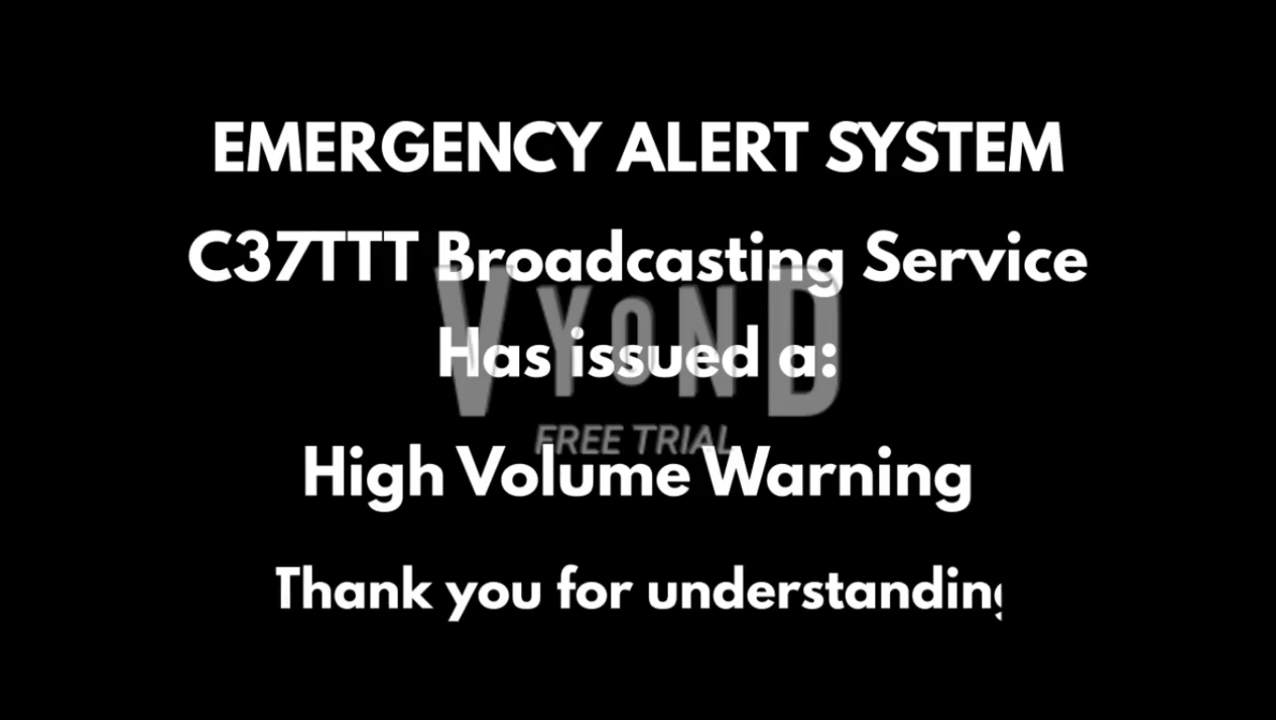 EMERGENCY ALERT SYSTEM
C37TTT Broadcasting Service
Has issued a:
VYOND
FREE TRIAL
High Volume Warning
Thank you for understanding